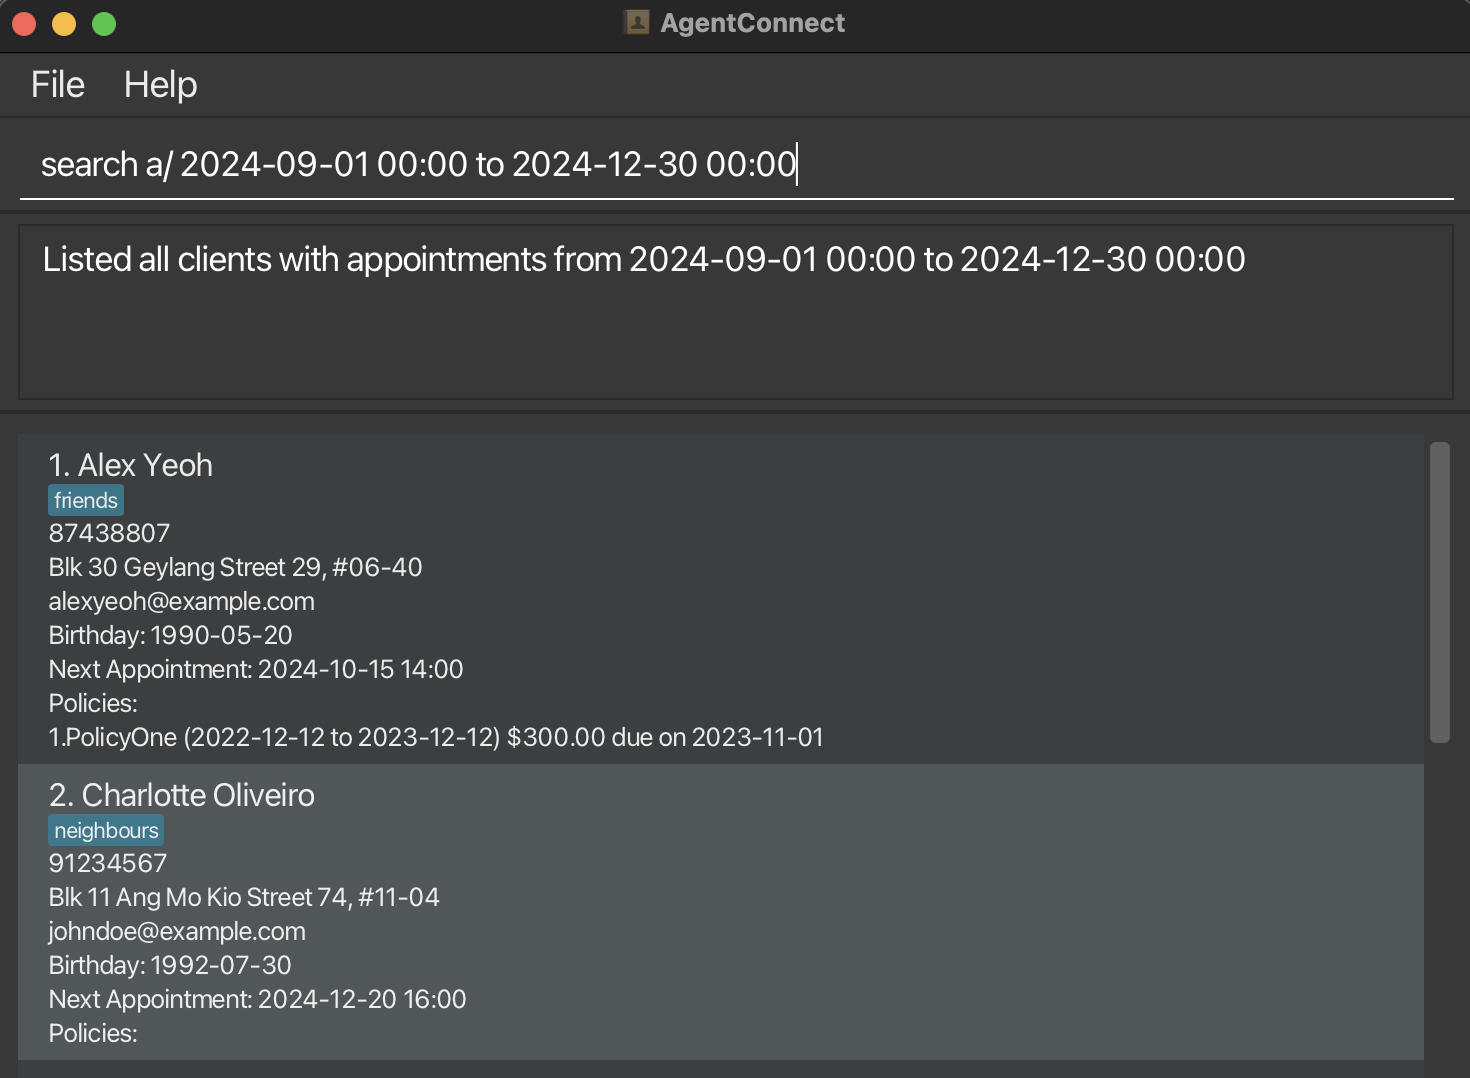 AgentConnect
File Help
search a/ 2024-09-01 00:00 to 2024-12-30 00:00
Listed all clients with appointments from 2024-09-01 00:00 to 2024-12-30 00:00
1. Alex Yeoh
friends
87438807
Blk 30 Geylang Street 29, #06-40
alexyeoh@example.com
Birthday: 1990-05-20
Next Appointment: 2024-10-15 14:00
Policies:
1.PolicyOne (2022-12-12 to 2023-12-12) $300.00 due on 2023-11-01
2. Charlotte Oliveiro
neighbours
91234567
Blk 11 Ang Mo Kio Street 74, #11-04
johndoe@example.com
Birthday: 1992-07-30
Next Appointment: 2024-12-20 16:00
Policies: